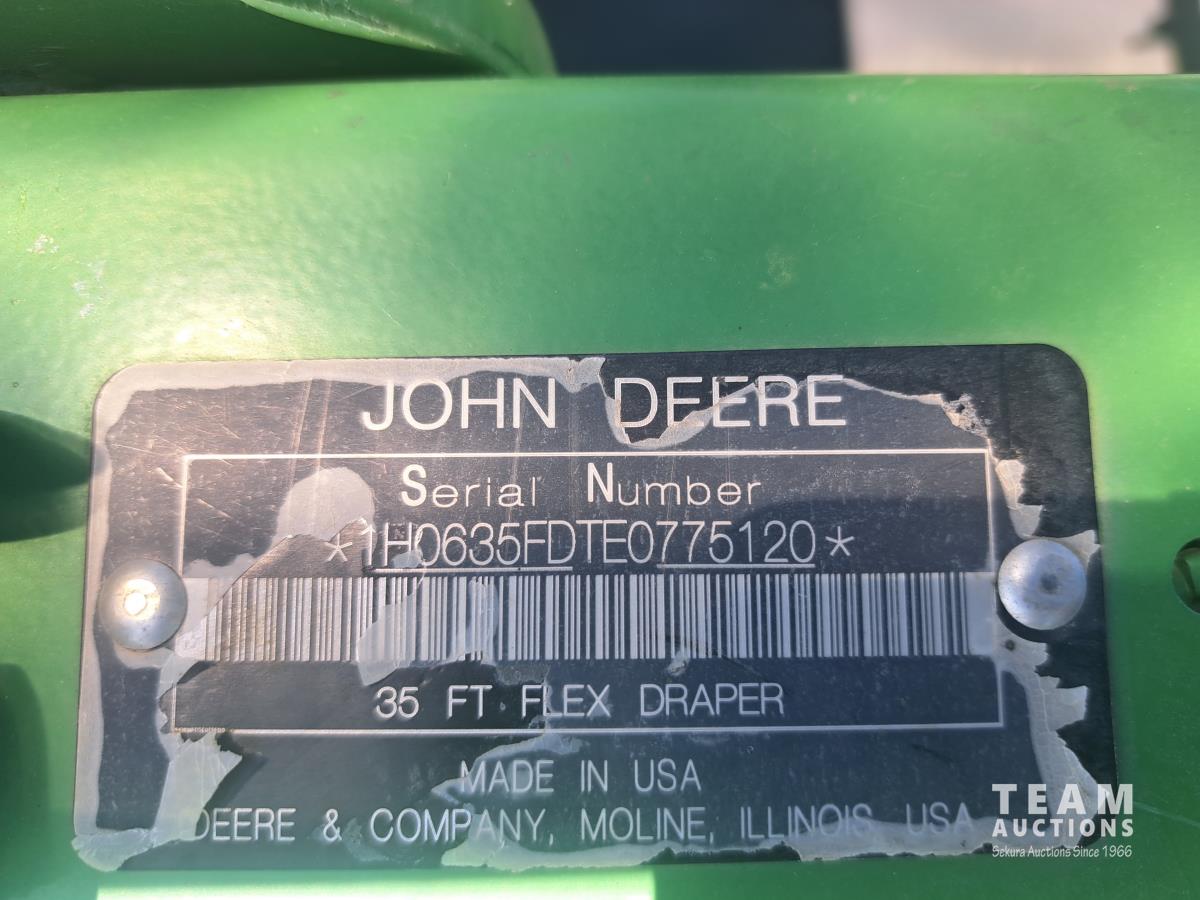 JOHN DEERE
Serial Number
*1H0635FDTE0775120*
35 FT FLEX DRAPER
MADE IN USA
DEERE & COMPANY, MOLINE, ILLINOIS, USA
TEAM
AUCTIONS
Sekura Auctions Since 1966